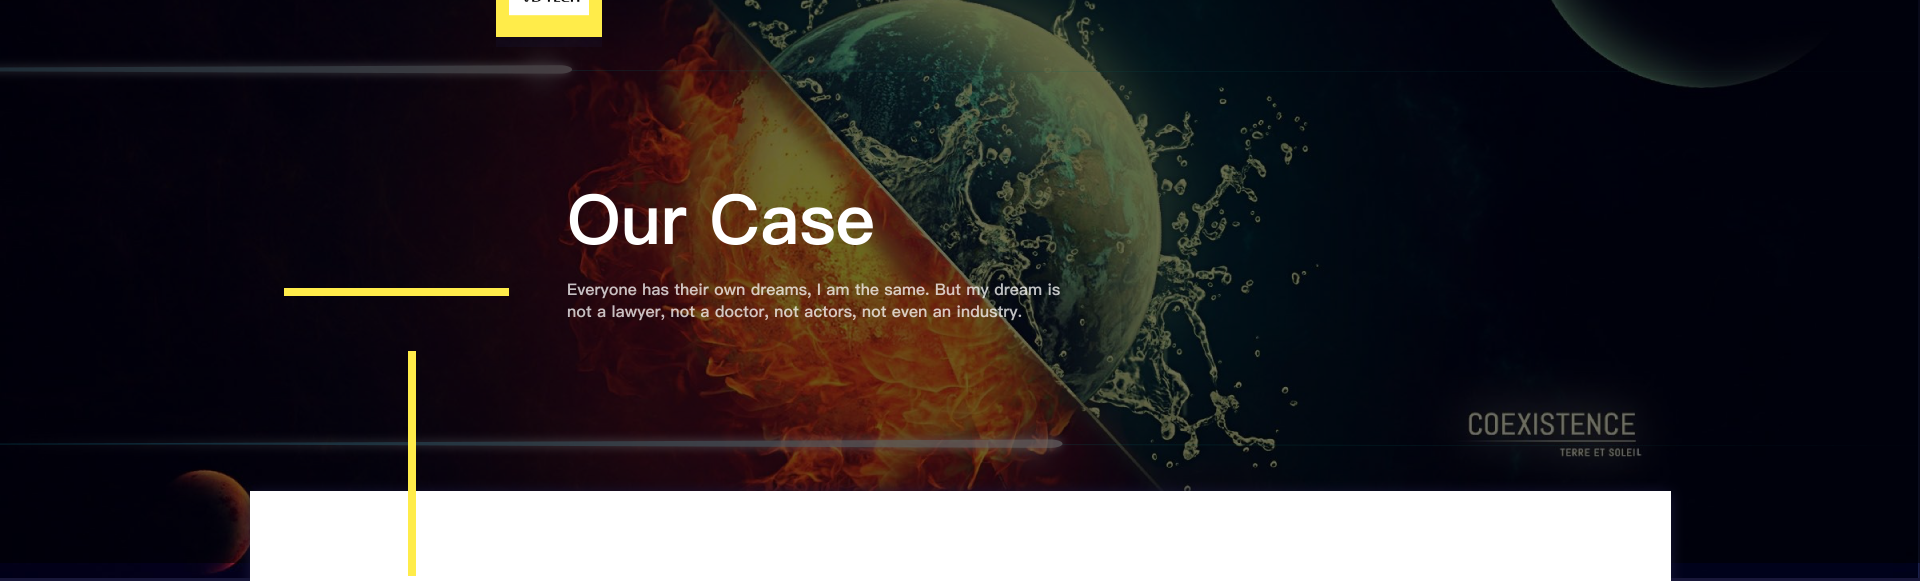 Our Case
Everyone has their own dreams, I am the same. But my dream is
not a lawyer, not a doctor, not actors, not even an industry.
COEXISTENCE
TERRE ET SOLEIL